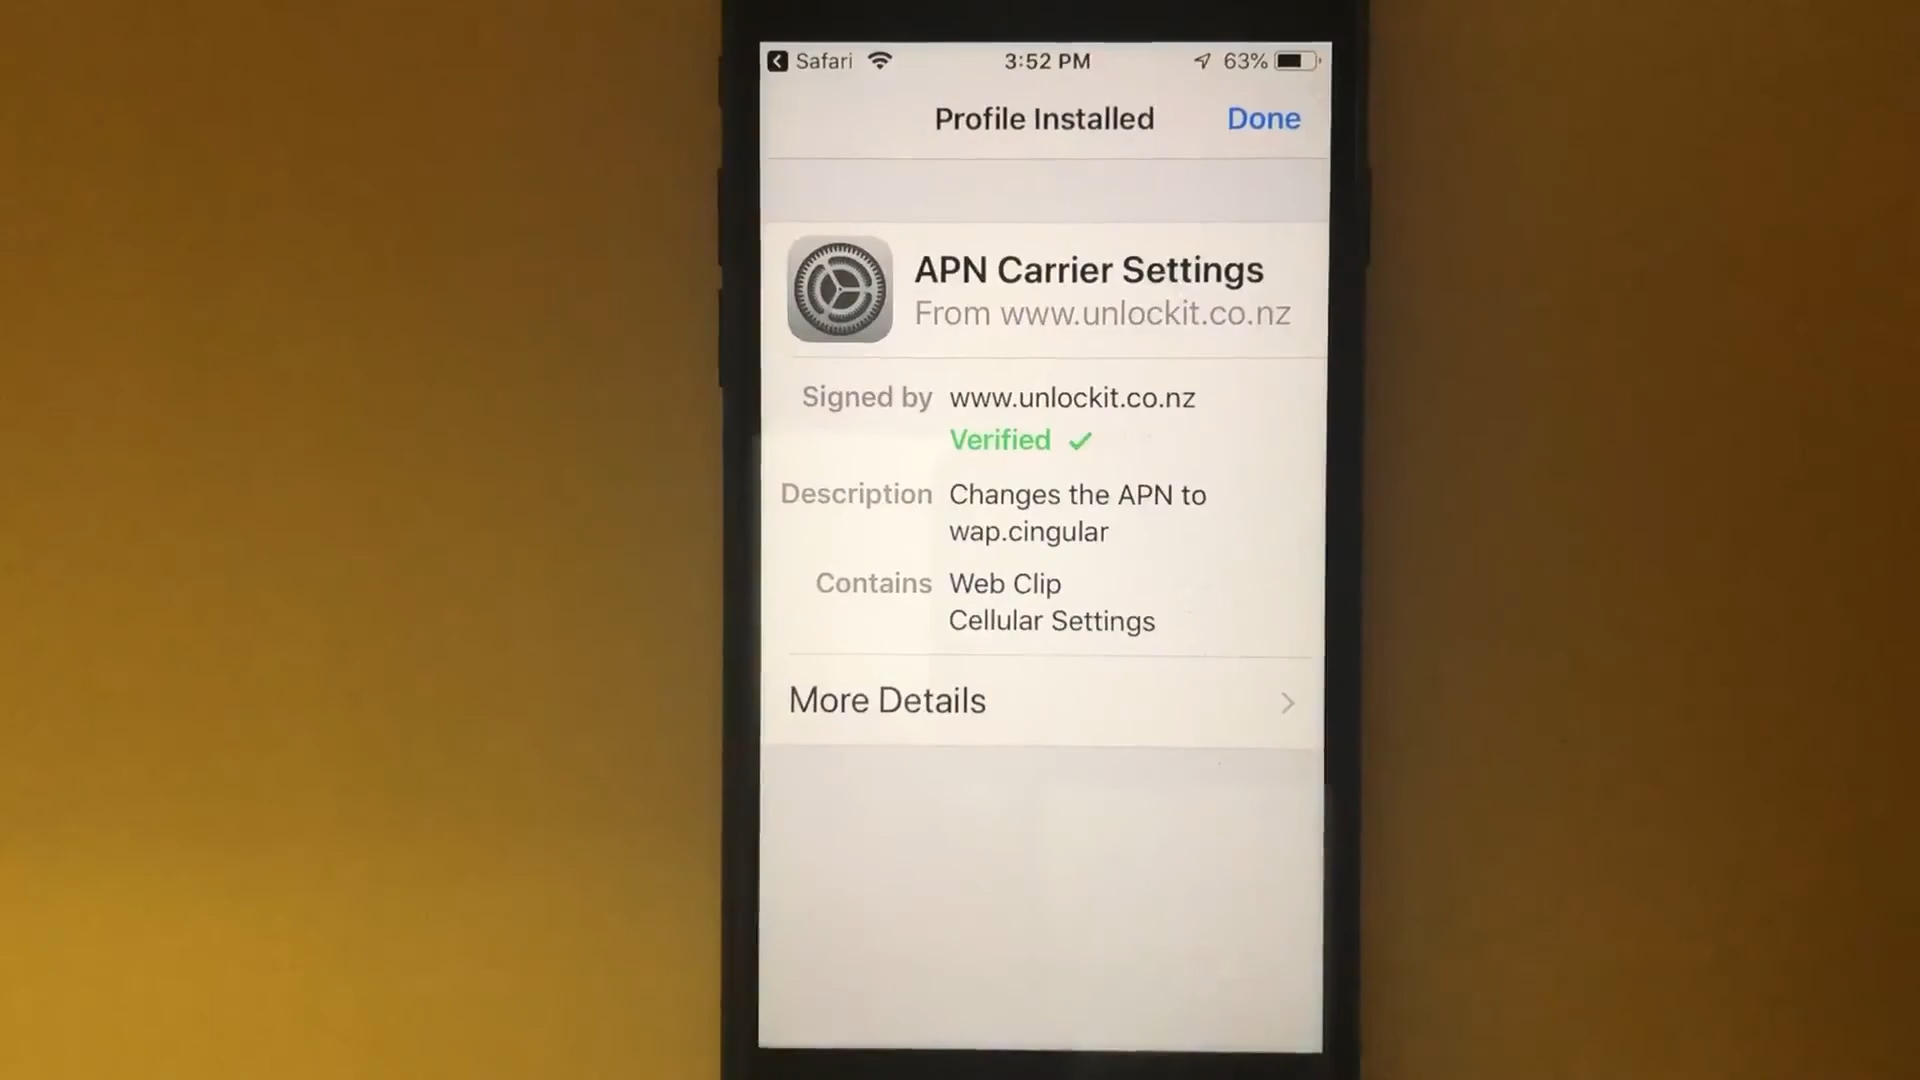 Safari 3:52 PM 63%
Profile Installed Done
APN Carrier Settings
From www.unlockit.co.nz
Signed by www.unlockit.co.nz
Verified
Description Changes the APN to
wap.cingular
Contains Web Clip
Cellular Settings
More Details